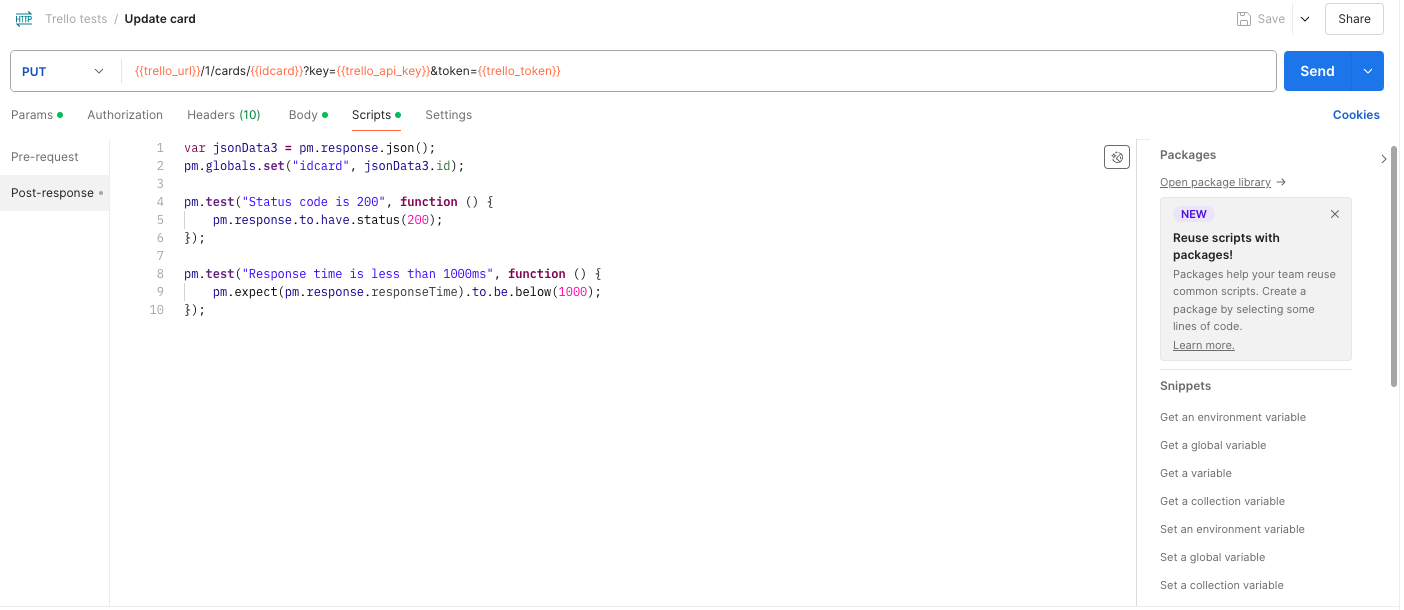 HTTP Trello tests / Update card Save Share
PUT {{trello_url}}/1/cards/{{idcard}}?key={{trello_api_key}}&token={{trello_token}} Send
Params Authorization Headers (10) Body Scripts Settings Cookies
Pre-request
Post-response
1 var jsonData3 = pm.response.json();
2 pm.globals.set("idcard", jsonData3.id);
3
4 pm.test("Status code is 200", function () {
5     pm.response.to.have.status(200);
6 });
7
8 pm.test("Response time is less than 1000ms", function () {
9     pm.expect(pm.response.responseTime).to.be.below(1000);
10 });
Packages
Open package library →
NEW
Reuse scripts with
packages!
Packages help your team reuse
common scripts. Create a
package by selecting some
lines of code.
Learn more.
Snippets
Get an environment variable
Get a global variable
Get a variable
Get a collection variable
Set an environment variable
Set a global variable
Set a collection variable